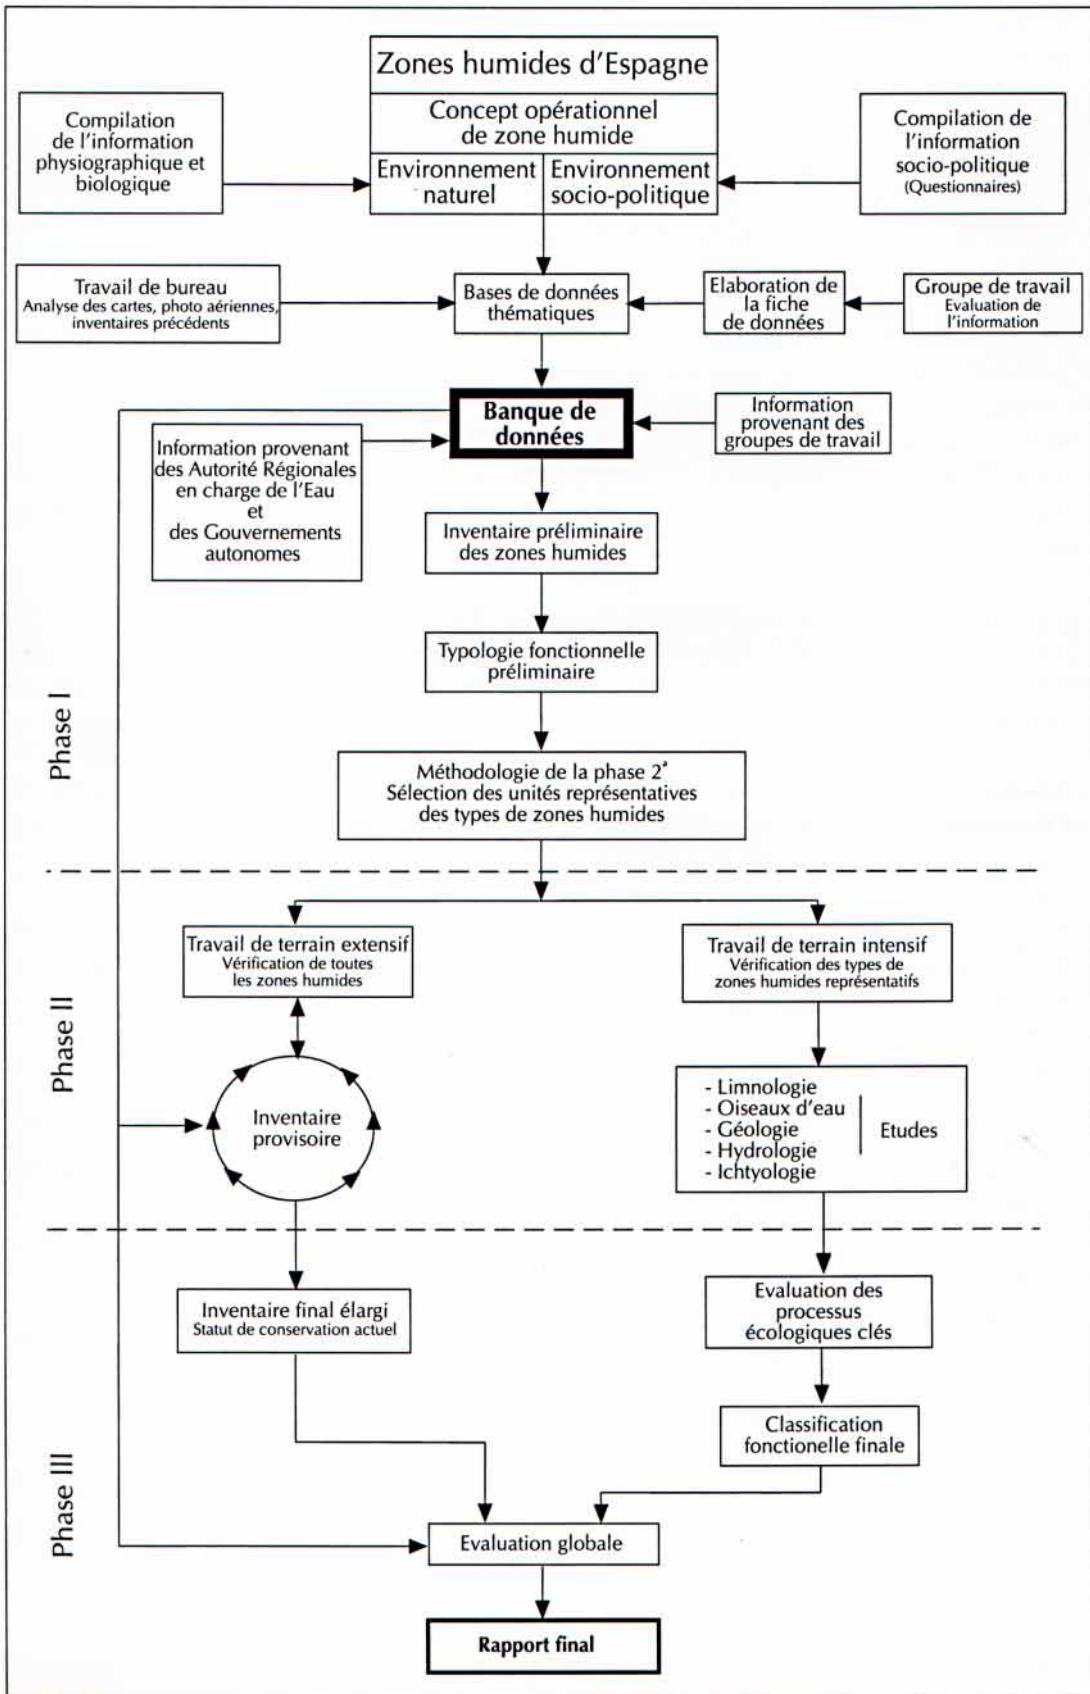 Zones humides d'Espagne
Concept opérationnel
de zone humide
Environnement
naturel
Environnement
socio-politique
Compilation
de l'information
physiographique et
biologique
Compilation de
l'information
socio-politique
(Questionnaires)
Travail de bureau
Analyse des cartes, photo aériennes,
inventaires précédents
Bases de données
thématiques
Elaboration de
la fiche
de données
Groupe de travail
Evaluation de
l'information
Banque de
données
Information
provenant des
groupes de travail
Information provenant
des Autorité Régionales
en charge de l'Eau
et
des Gouvernements
autonomes
Inventaire préliminaire
des zones humides
Typologie fonctionnelle
préliminaire
Phase I
Méthodologie de la phase 2ª
Sélection des unités représentatives
des types de zones humides
Travail de terrain extensif
Vérification de toutes
les zones humides
Travail de terrain intensif
Vérification des types de
zones humides représentatifs
Phase II
Inventaire
provisoire
- Limnologie
- Oiseaux d'eau
- Géologie
- Hydrologie
- Ichtyologie
Etudes
Inventaire final élargi
Statut de conservation actuel
Evaluation des
processus
écologiques clés
Classification
fonctionelle finale
Phase III
Evaluation globale
Rapport final